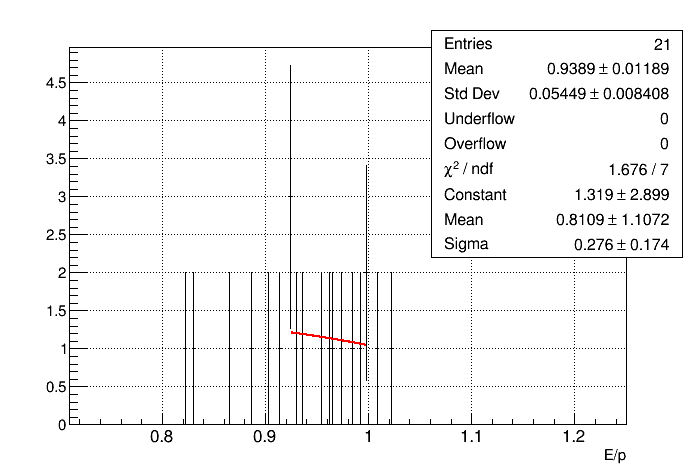 Entries 21
Mean 0.9389 ± 0.01189
Std Dev 0.05449 ± 0.008408
Underflow 0
Overflow 0
χ² / ndf 1.676 / 7
Constant 1.319 ± 2.899
Mean 0.8109 ± 1.1072
Sigma 0.276 ± 0.174
4.5
4
3.5
3
2.5
2
1.5
1
0.5
0
0.8 0.9 1 1.1 1.2
E/p